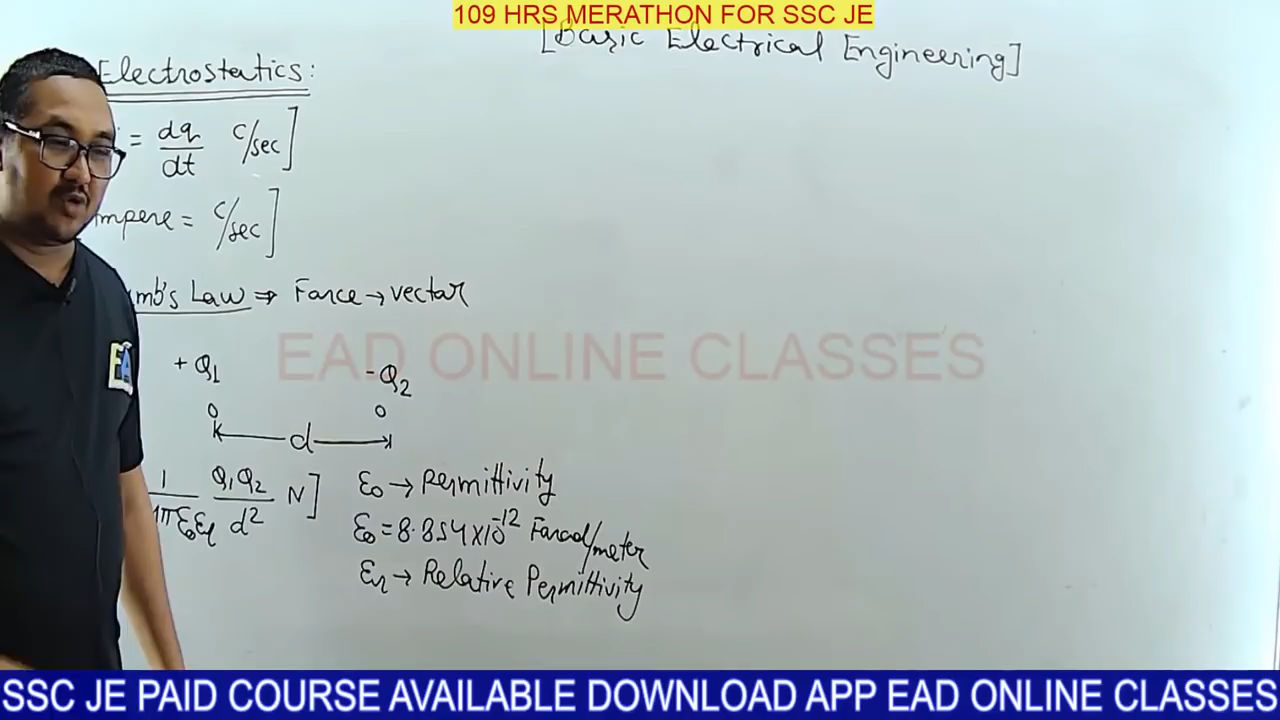 109 HRS MERATHON FOR SSC JE
[Basic Electrical Engineering]
Electrostatics:
= dq/dt C/sec]
mpere = C/sec]
mb's Law ⇒ Force → vector
EAD ONLINE CLASSES
+Q1 -Q2
d
1/4πε0εr Q1Q2/d² N]
ε0 → Permittivity
ε0 = 8.854×10⁻¹² Farad/meter
εr → Relative Permittivity
SSC JE PAID COURSE AVAILABLE DOWNLOAD APP EAD ONLINE CLASSES